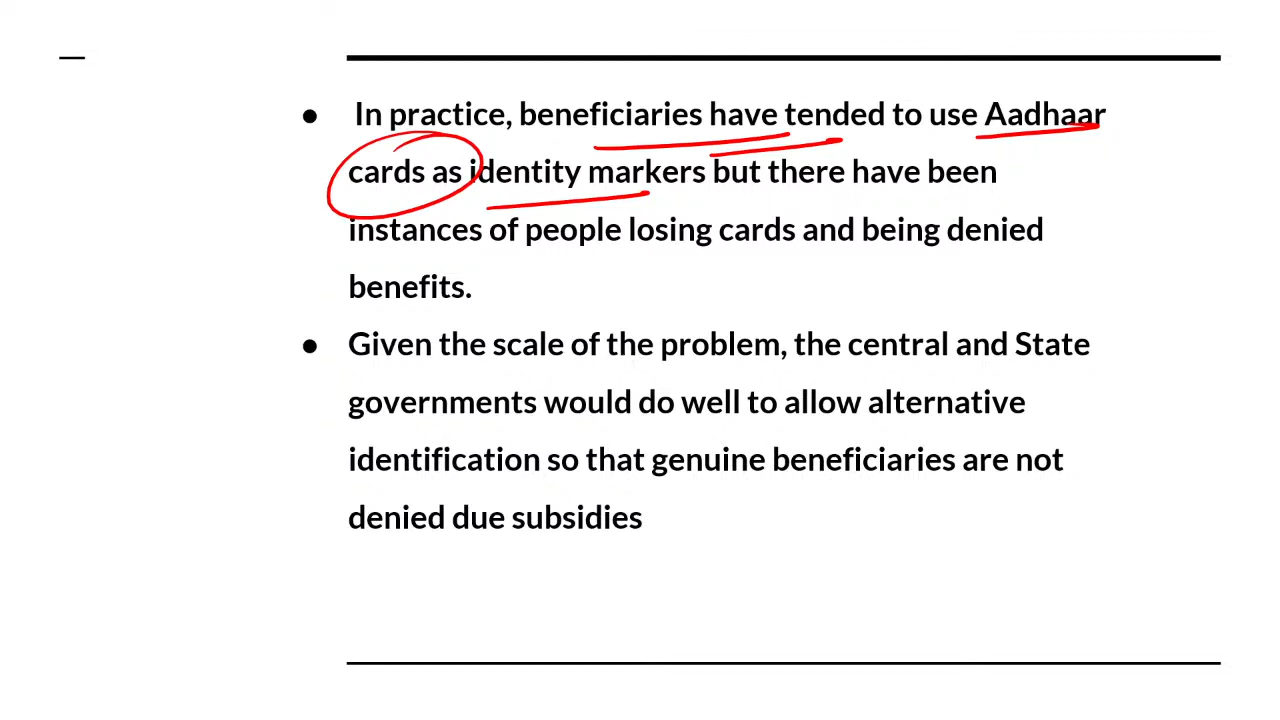 ● In practice, beneficiaries have tended to use Aadhaar
cards as identity markers but there have been
instances of people losing cards and being denied
benefits.
● Given the scale of the problem, the central and State
governments would do well to allow alternative
identification so that genuine beneficiaries are not
denied due subsidies